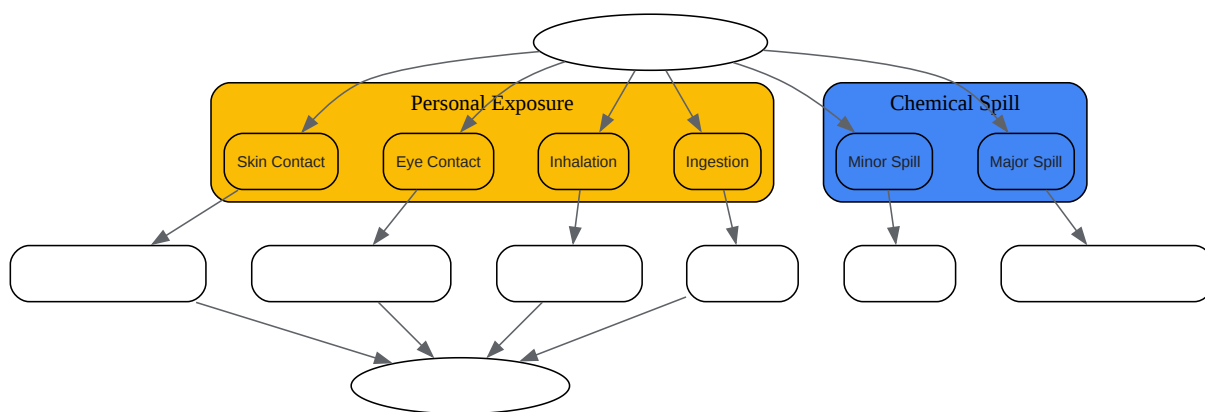 Personal Exposure
Chemical Spill
Skin Contact
Eye Contact
Inhalation
Ingestion
Minor Spill
Major Spill